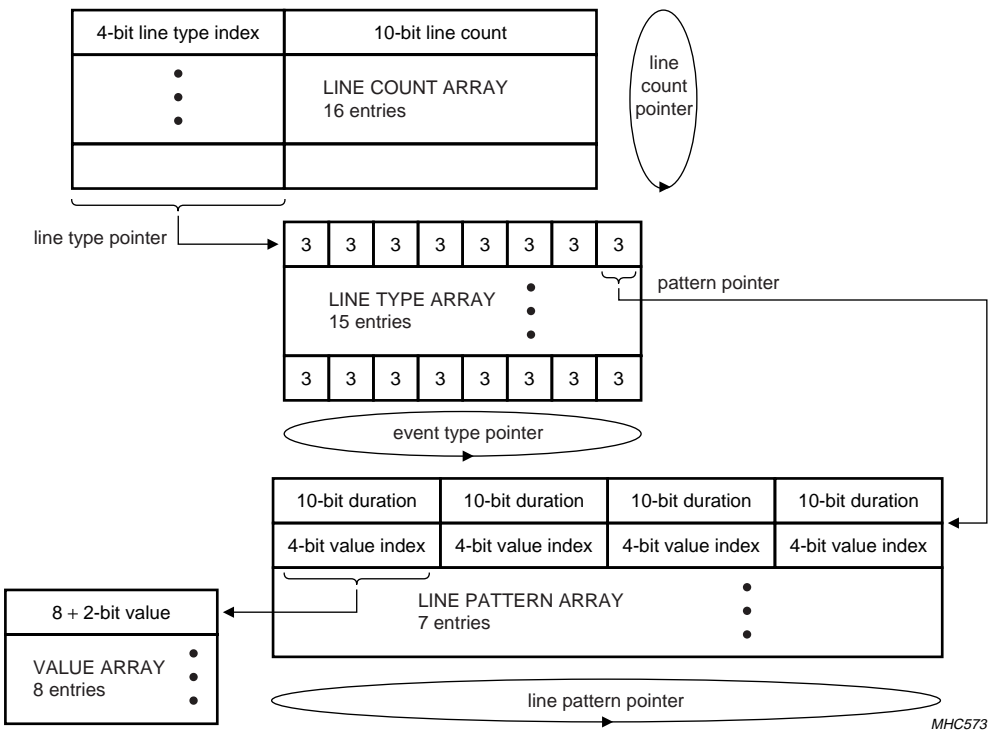 4-bit line type index 10-bit line count
LINE COUNT ARRAY
16 entries
line
count
pointer
line type pointer
3 3 3 3 3 3 3 3
pattern pointer
LINE TYPE ARRAY
15 entries
3 3 3 3 3 3 3 3
event type pointer
10-bit duration 10-bit duration 10-bit duration 10-bit duration
4-bit value index 4-bit value index 4-bit value index 4-bit value index
LINE PATTERN ARRAY
7 entries
8 + 2-bit value
VALUE ARRAY
8 entries
line pattern pointer
MHC573